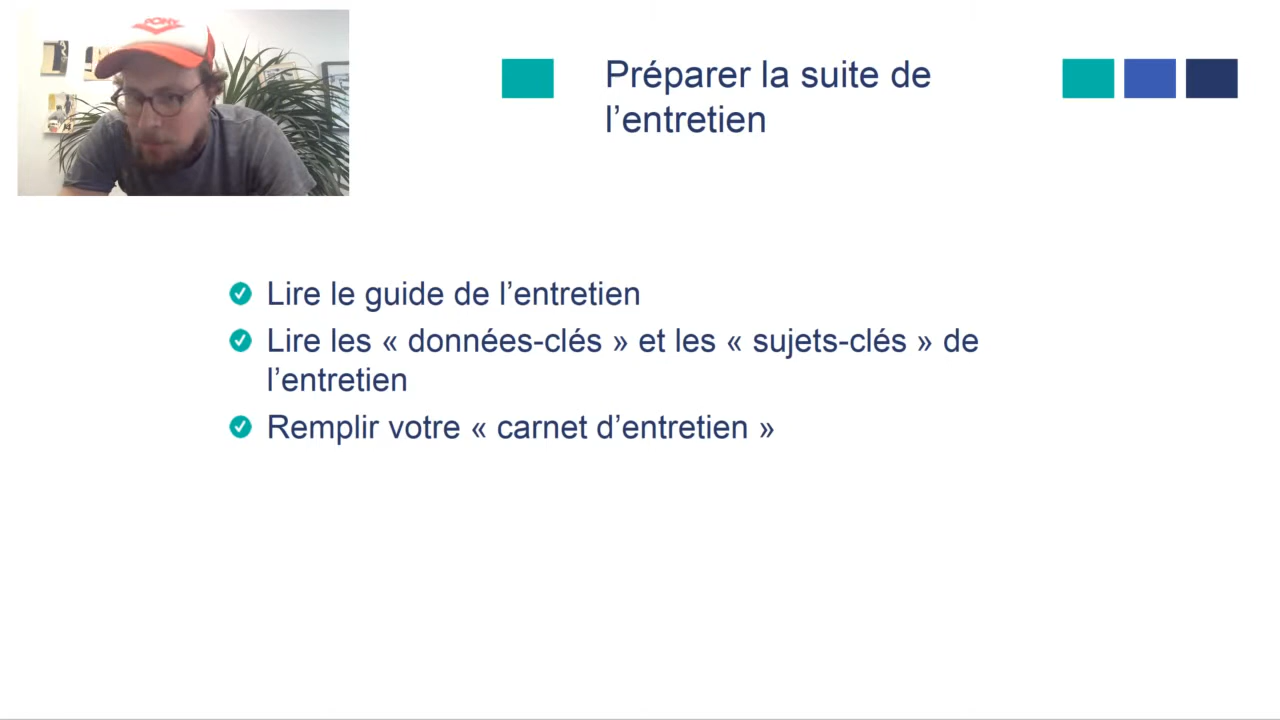 PONY
Préparer la suite de
l’entretien
Lire le guide de l’entretien
Lire les « données-clés » et les « sujets-clés » de
l’entretien
Remplir votre « carnet d’entretien »